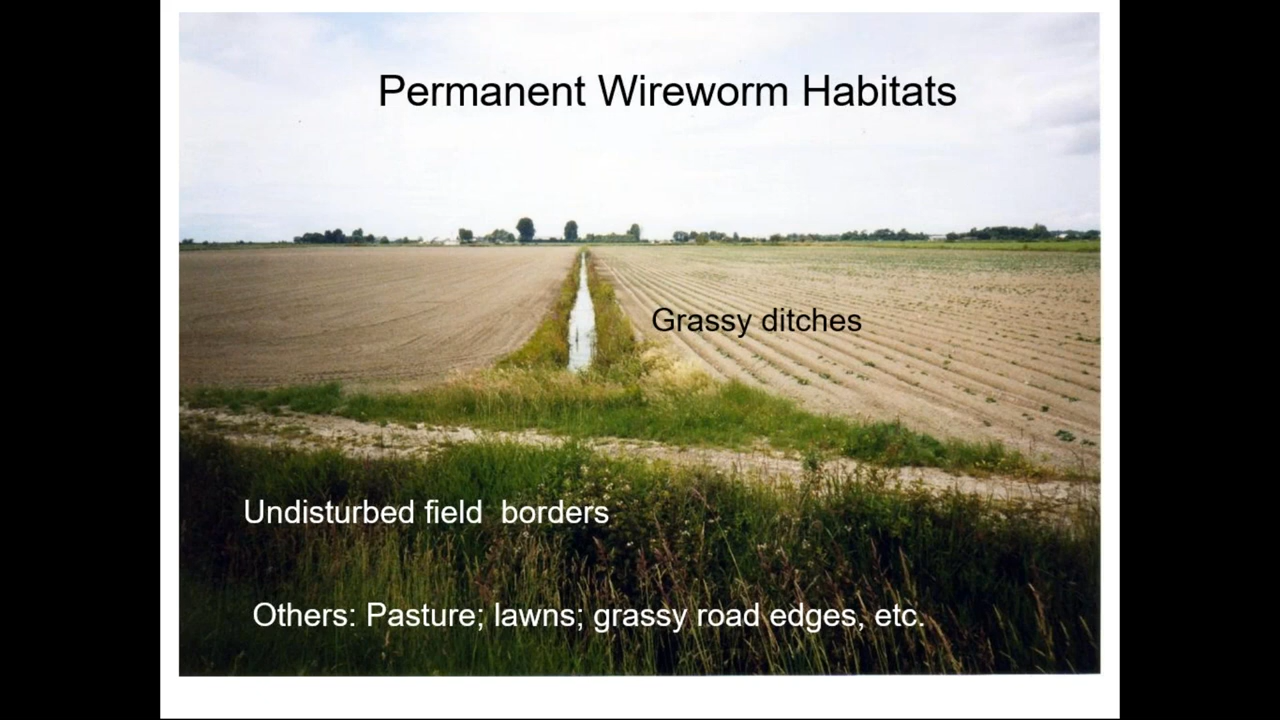 Permanent Wireworm Habitats
Grassy ditches
Undisturbed field  borders
Others: Pasture; lawns; grassy road edges, etc.